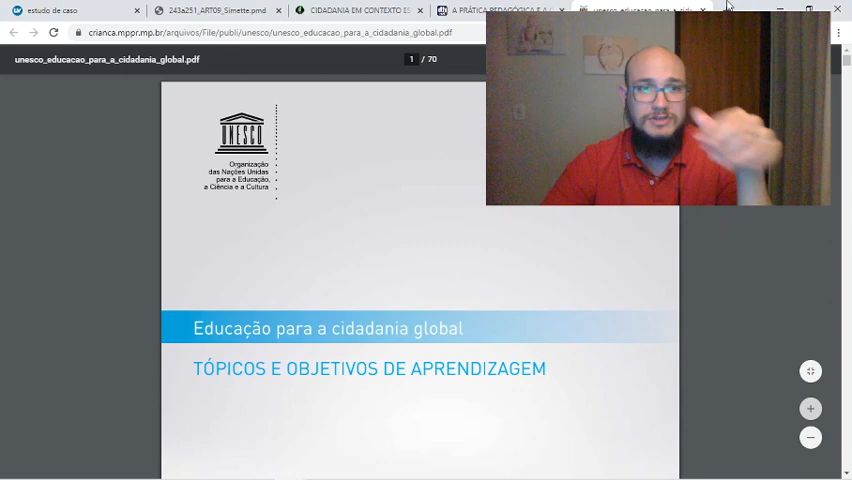 estudo de caso
243a251_ART09_Simette.pmd
CIDADANIA EM CONTEXTO ES
A PRÁTICA PEDAGÓGICA E A
unesco_educacao_para_a_cida
crianca.mppr.mp.br/arquivos/File/publi/unesco/unesco_educacao_para_a_cidadania_global.pdf
unesco_educacao_para_a_cidadania_global.pdf
1 / 70
UNESCO
Organização
das Nações Unidas
para a Educação,
a Ciência e a Cultura
Educação para a cidadania global
TÓPICOS E OBJETIVOS DE APRENDIZAGEM